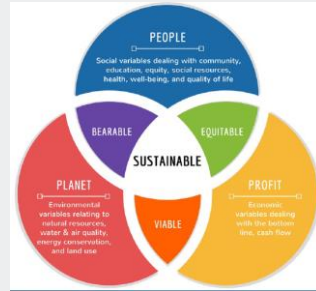 PEOPLE
Social variables dealing with community,
education, equity, social resources,
health, well-being, and quality of life
BEARABLE
EQUITABLE
SUSTAINABLE
PLANET
Environmental
variables relating to
natural resources,
water & air quality,
energy conservation,
and land use
PROFIT
Economic
variables dealing
with the bottom
line, cash flow
VIABLE